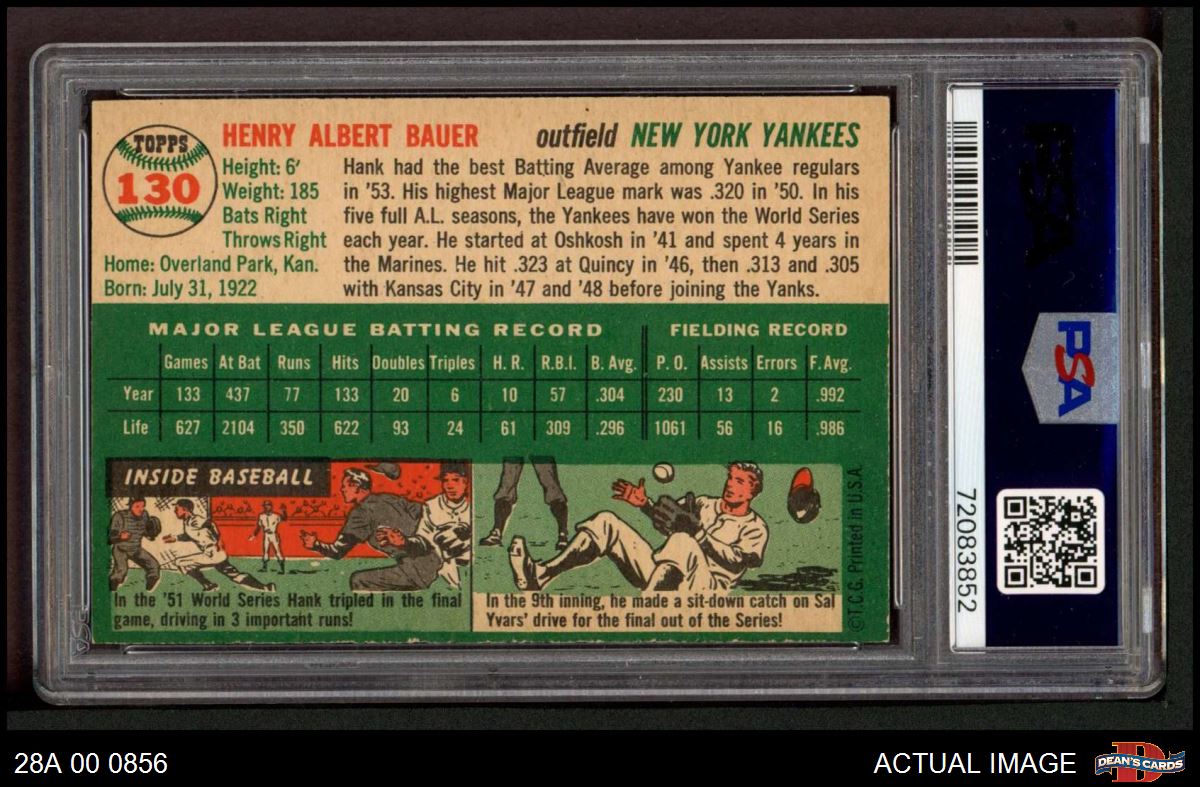 TOPPS
130
HENRY ALBERT BAUER outfield NEW YORK YANKEES
Height: 6'
Weight: 185
Bats Right
Throws Right
Home: Overland Park, Kan.
Born: July 31, 1922
Hank had the best Batting Average among Yankee regulars
in '53. His highest Major League mark was .320 in '50. In his
five full A.L. seasons, the Yankees have won the World Series
each year. He started at Oshkosh in '41 and spent 4 years in
the Marines. He hit .323 at Quincy in '46, then .313 and .305
with Kansas City in '47 and '48 before joining the Yanks.
MAJOR LEAGUE BATTING RECORD FIELDING RECORD
Games At Bat Runs Hits Doubles Triples H. R. R.B.I. B. Avg. P. O. Assists Errors F. Avg.
Year 133 437 77 133 20 6 10 57 .304 230 13 2 .992
Life 627 2104 350 622 93 24 61 309 .296 1061 56 16 .986
INSIDE BASEBALL
In the '51 World Series Hank tripled in the final
game, driving in 3 important runs!
In the 9th inning, he made a sit-down catch on Sal
Yvars' drive for the final out of the Series!
©T.C.G. Printed in U.S.A.
PSA
PSA
72083852
28A 00 0856
ACTUAL IMAGE
D
DEAN'S CARDS